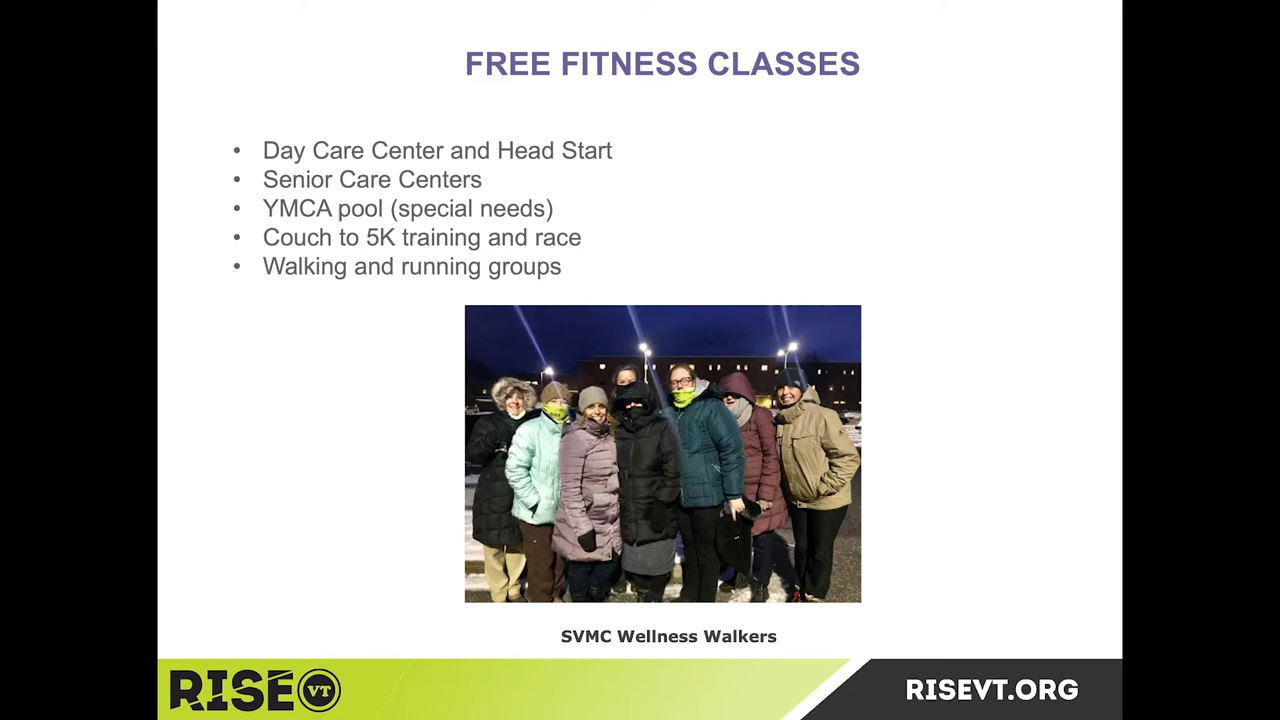 FREE FITNESS CLASSES
• Day Care Center and Head Start
• Senior Care Centers
• YMCA pool (special needs)
• Couch to 5K training and race
• Walking and running groups
SVMC Wellness Walkers
RISE VT
RISEVT.ORG